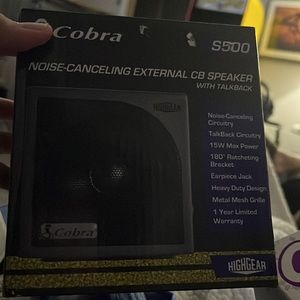 Cobra
S500
NOISE-CANCELING EXTERNAL CB SPEAKER
WITH TALKBACK
HIGHGEAR
Noise-Canceling
Circuitry
TalkBack Circuitry
15W Max Power
180° Ratcheting
Bracket
Earpiece Jack
Heavy Duty Design
Metal Mesh Grille
1 Year Limited
Warranty
Cobra
HIGHGEAR